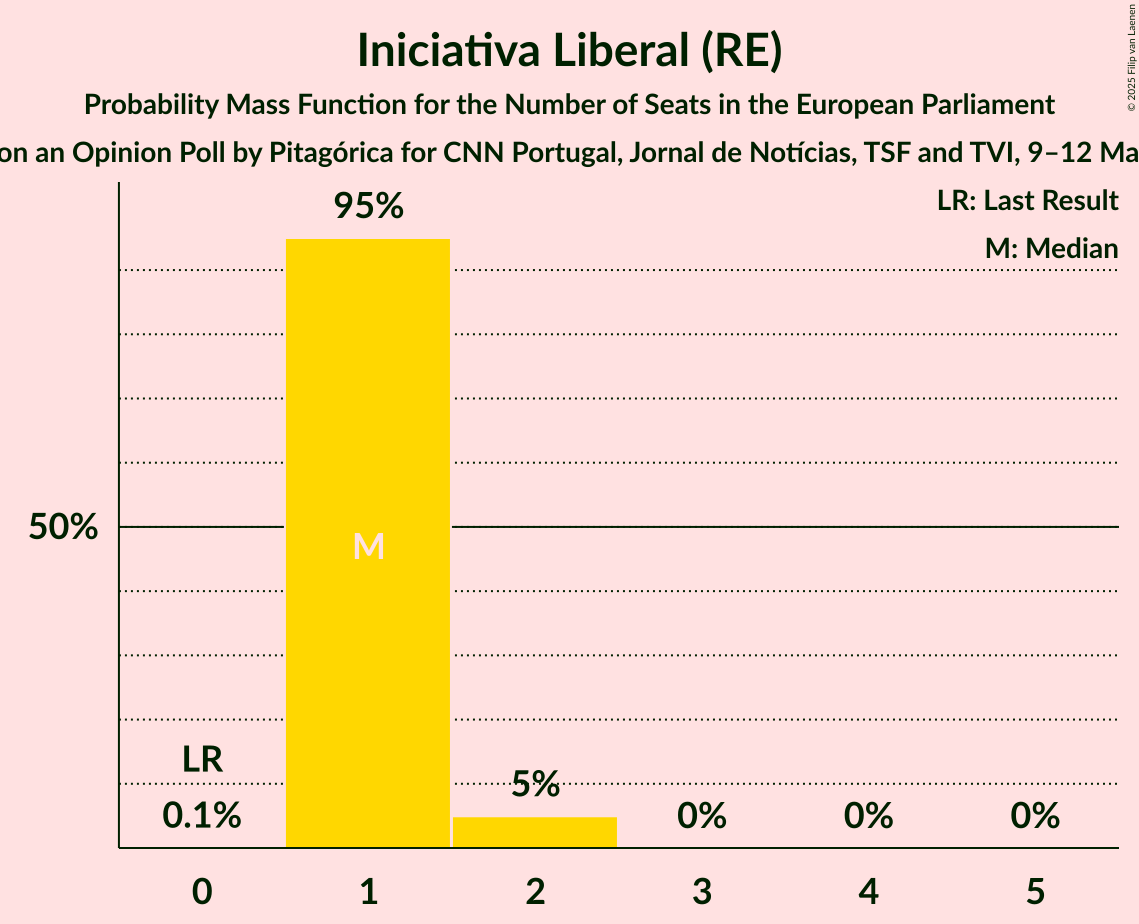 Iniciativa Liberal (RE)
Probability Mass Function for the Number of Seats in the European Parliament
on an Opinion Poll by Pitagórica for CNN Portugal, Jornal de Notícias, TSF and TVI, 9–12 Ma
© 2025 Filip van Laenen
LR: Last Result
M: Median
95%
50%
M
LR
0.1%
5%
0%
0%
0%
0
1
2
3
4
5